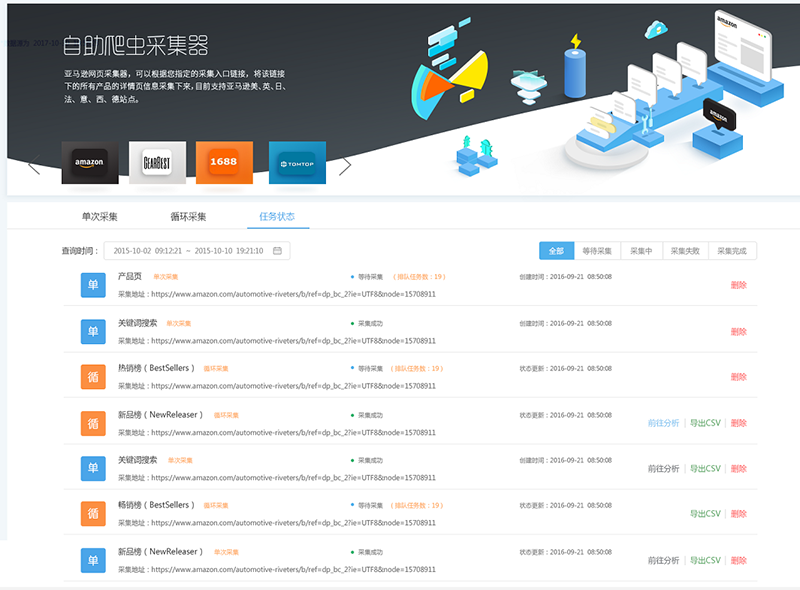 2017-10
自助爬虫采集器
亚马逊网页采集器，可以根据您指定的采集入口链接，将该链接
下的所有产品的详情页信息采集下来,目前支持亚马逊美、英、日、
法、意、西、德站点。
amazon
GEARBEST
1688
TOMTOP
amazon
amazon
单次采集 循环采集 任务状态
查询时间： 2015-10-02 09:12:21 ~ 2015-10-10 19:21:10 全部 等待采集 采集中 采集失败 采集完成
单 产品页 单次采集 等待采集 （排队任务数：19） 创建时间：2016-09-21 08:50:08
采集地址：https://www.amazon.com/automotive-riveters/b/ref=dp_bc_2?ie=UTF8&node=15708911 删除
单 关键词搜索 单次采集 采集成功 创建时间：2016-09-21 08:50:08
采集地址：https://www.amazon.com/automotive-riveters/b/ref=dp_bc_2?ie=UTF8&node=15708911 删除
循 热销榜（BestSellers） 循环采集 等待采集 （排队任务数：19） 状态更新：2016-09-21 08:50:08
采集地址：https://www.amazon.com/automotive-riveters/b/ref=dp_bc_2?ie=UTF8&node=15708911 删除
循 新品榜（NewReleaser） 循环采集 采集成功 状态更新：2016-09-21 08:50:08
采集地址：https://www.amazon.com/automotive-riveters/b/ref=dp_bc_2?ie=UTF8&node=15708911 前往分析 导出CSV 删除
单 关键词搜索 单次采集 采集成功 创建时间：2016-09-21 08:50:08
采集地址：https://www.amazon.com/automotive-riveters/b/ref=dp_bc_2?ie=UTF8&node=15708911 前往分析 导出CSV 删除
循 畅销榜（BestSellers） 循环采集 等待采集 （排队任务数：19） 状态更新：2016-09-21 08:50:08
采集地址：https://www.amazon.com/automotive-riveters/b/ref=dp_bc_2?ie=UTF8&node=15708911 导出CSV 删除
单 新品榜（NewReleaser） 单次采集 采集成功 状态更新：2016-09-21 08:50:08
采集地址：https://www.amazon.com/automotive-riveters/b/ref=dp_bc_2?ie=UTF8&node=15708911 前往分析 导出CSV 删除